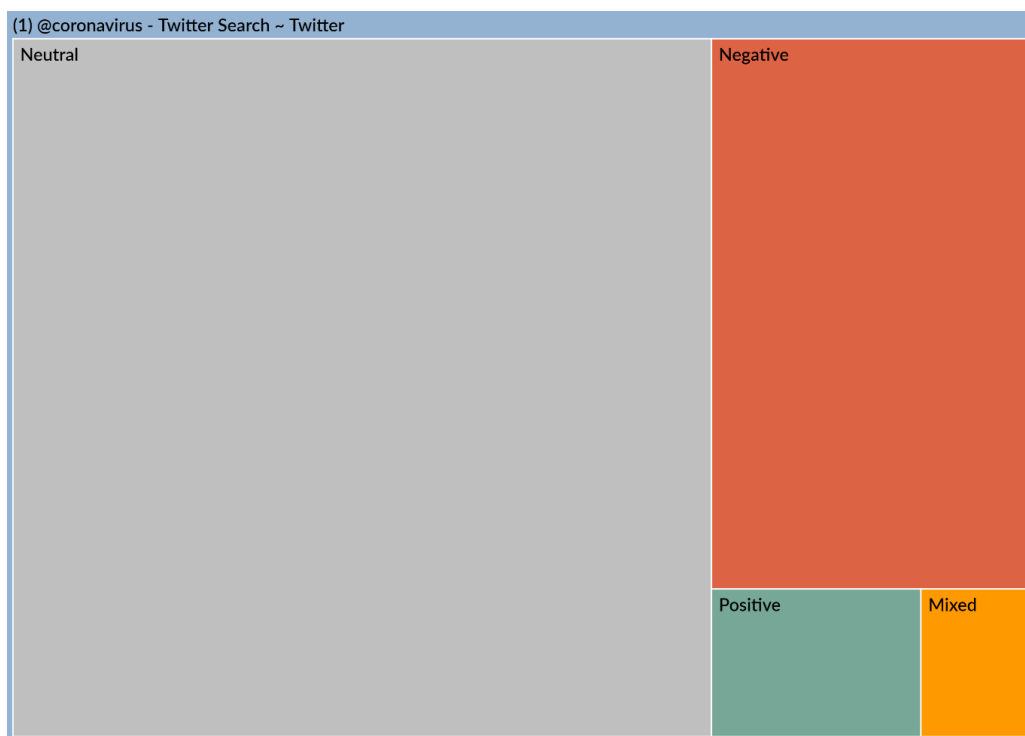 (1) @coronavirus - Twitter Search ~ Twitter
Neutral
Negative
Positive
Mixed